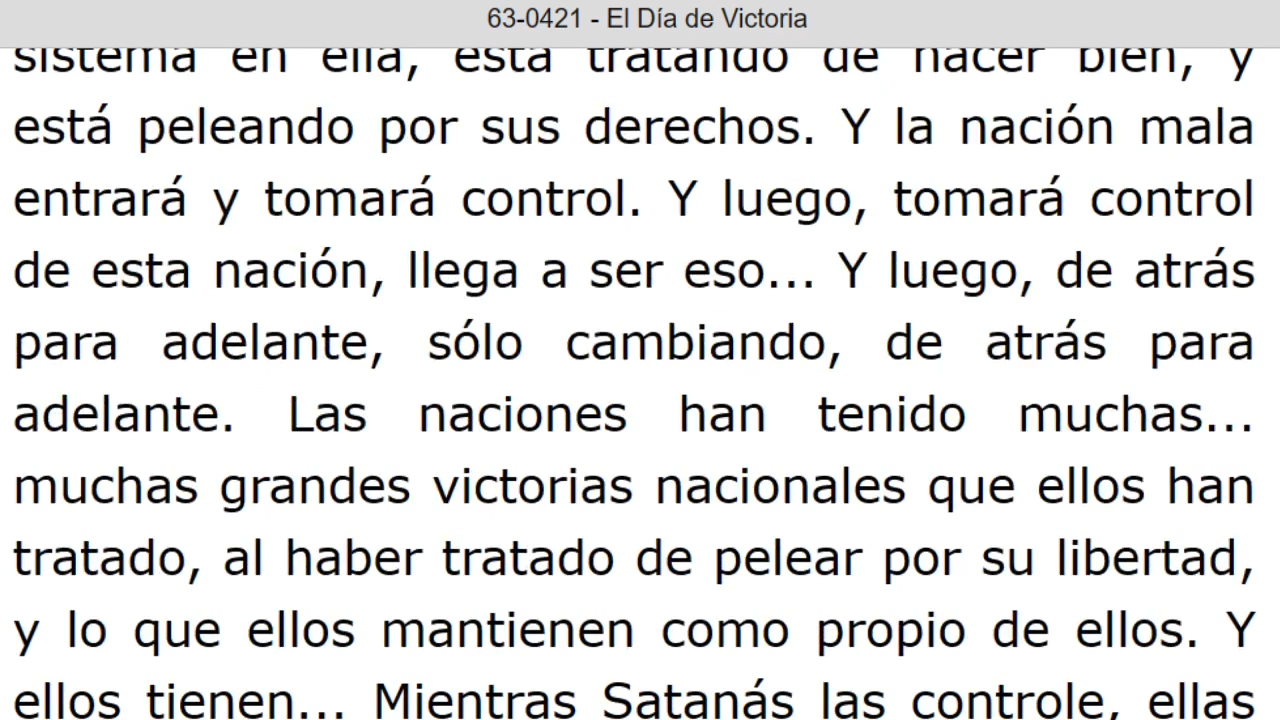 63-0421 - El Día de Victoria
sistema en ella, está tratando de hacer bien, y
está peleando por sus derechos. Y la nación mala
entrará y tomará control. Y luego, tomará control
de esta nación, llega a ser eso... Y luego, de atrás
para adelante, sólo cambiando, de atrás para
adelante. Las naciones han tenido muchas...
muchas grandes victorias nacionales que ellos han
tratado, al haber tratado de pelear por su libertad,
y lo que ellos mantienen como propio de ellos. Y
ellos tienen... Mientras Satanás las controle, ellas